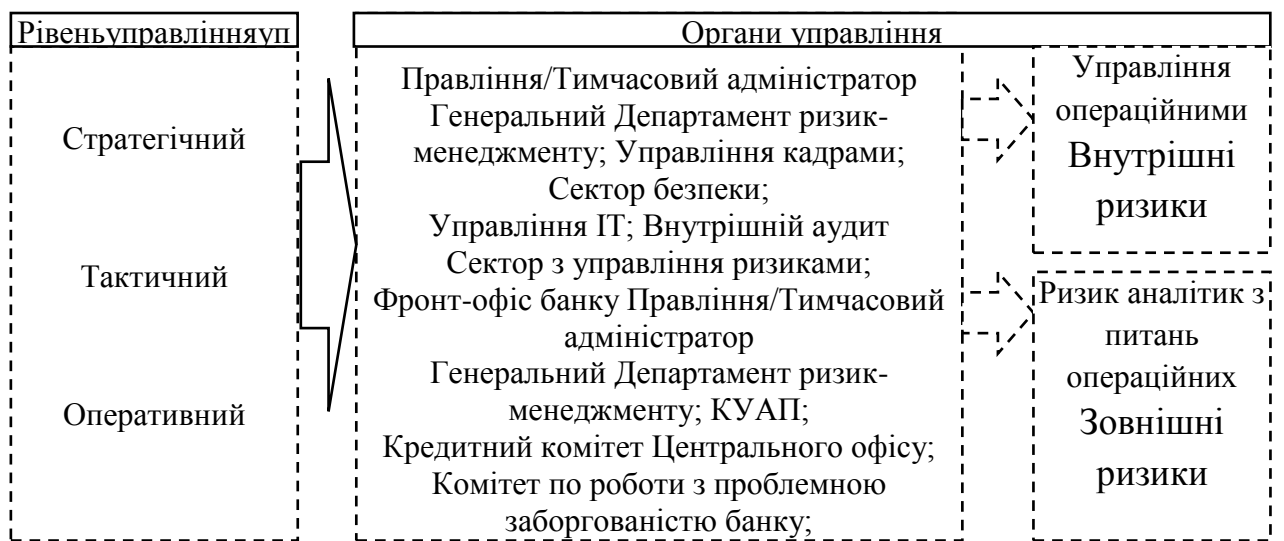 Рівеньуправлінняуп
Органи управління
Стратегічний
Тактичний
Оперативний
Правління/Тимчасовий адміністратор
Генеральний Департамент ризик-
менеджменту; Управління кадрами;
Сектор безпеки;
Управління ІТ; Внутрішній аудит
Сектор з управління ризиками;
Фронт-офіс банку Правління/Тимчасовий
адміністратор
Генеральний Департамент ризик-
менеджменту; КУАП;
Кредитний комітет Центрального офісу;
Комітет по роботи з проблемною
заборгованістю банку;
Управління
операційними
Внутрішні
ризики
Ризик аналітик з
питань
операційних
Зовнішні
ризики